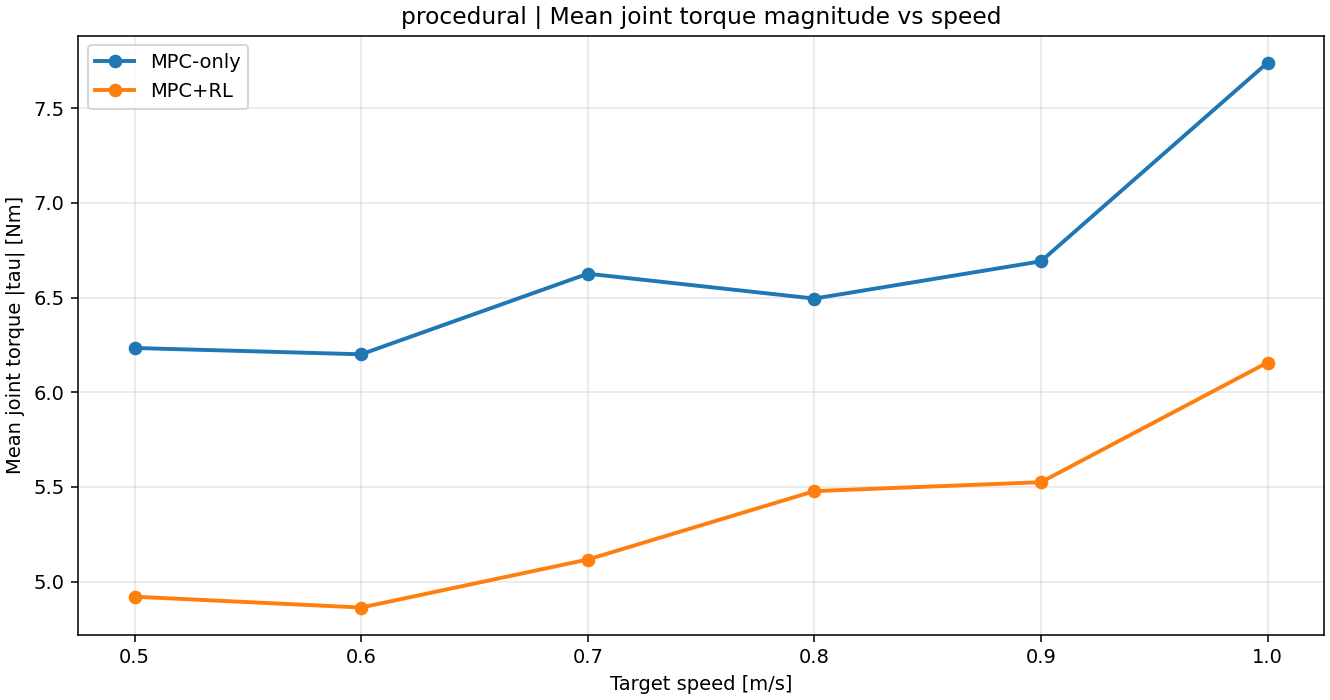 procedural | Mean joint torque magnitude vs speed
MPC-only
MPC+RL
Mean joint torque |tau| [Nm]
7.5
7.0
6.5
6.0
5.5
5.0
0.5 0.6 0.7 0.8 0.9 1.0
Target speed [m/s]